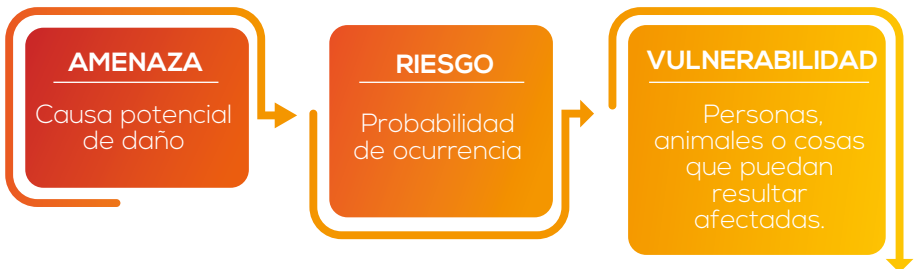 AMENAZA
Causa potencial
de daño
RIESGO
Probabilidad
de ocurrencia
VULNERABILIDAD
Personas,
animales o cosas
que puedan
resultar
afectadas.